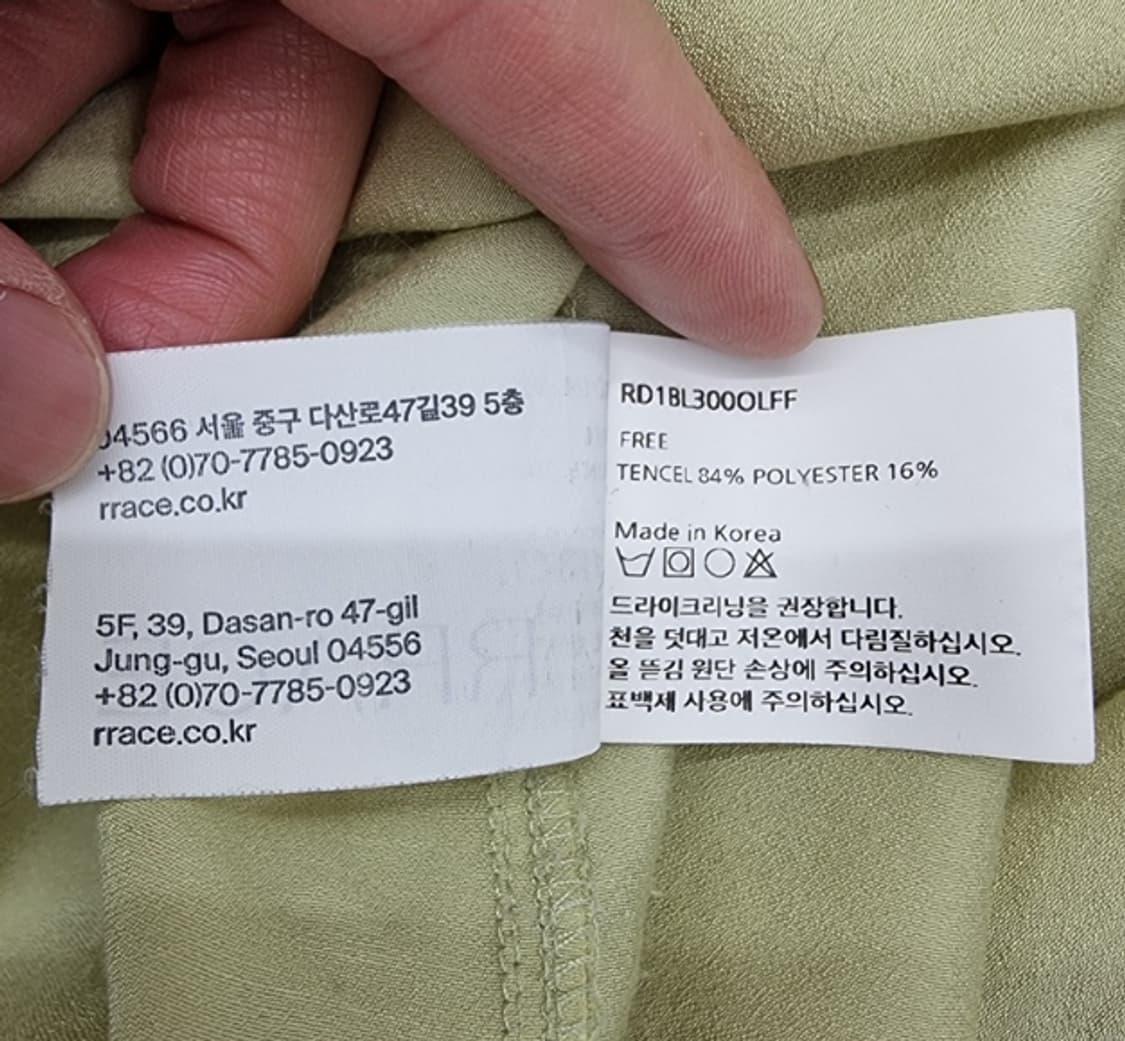 04566 서울 중구 다산로47길39 5층
+82 (0)70-7785-0923
rrace.co.kr
5F, 39, Dasan-ro 47-gil
Jung-gu, Seoul 04556
+82 (0)70-7785-0923
rrace.co.kr
RD1BL300OLFF
FREE
TENCEL 84% POLYESTER 16%
Made in Korea
드라이크리닝을 권장합니다.
천을 덧대고 저온에서 다림질하십시오.
올 뜯김 원단 손상에 주의하십시오.
표백제 사용에 주의하십시오.